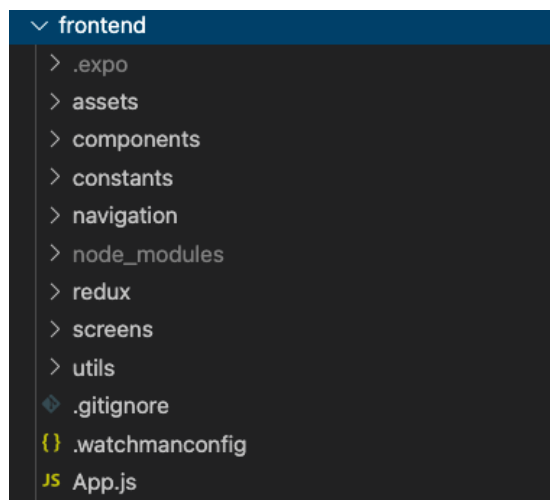 frontend
.expo
assets
components
constants
navigation
node_modules
redux
screens
utils
.gitignore
{} .watchmanconfig
JS App.js